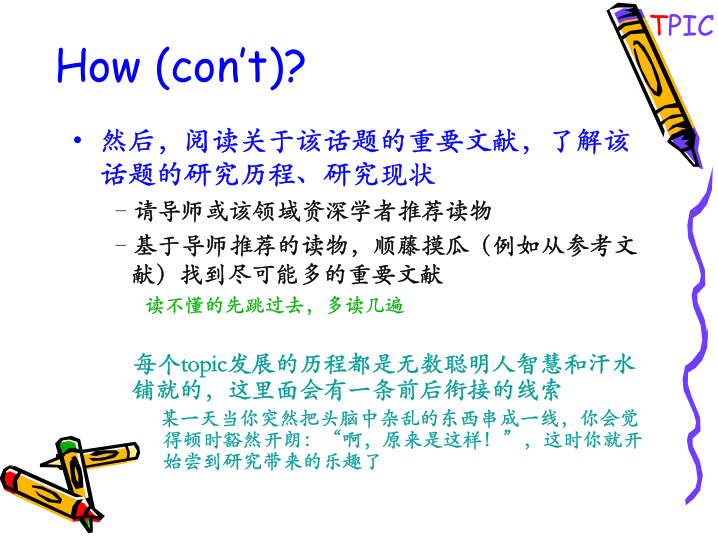 TPIC
How (con't)?
• 然后，阅读关于该话题的重要文献，了解该
话题的研究历程、研究现状
– 请导师或该领域资深学者推荐读物
– 基于导师推荐的读物，顺藤摸瓜（例如从参考文
献）找到尽可能多的重要文献
读不懂的先跳过去，多读几遍
每个topic发展的历程都是无数聪明人智慧和汗水
铺就的，这里面会有一条前后衔接的线索
某一天当你突然把头脑中杂乱的东西串成一线，你会觉
得顿时豁然开朗：“啊，原来是这样！”，这时你就开
始尝到研究带来的乐趣了